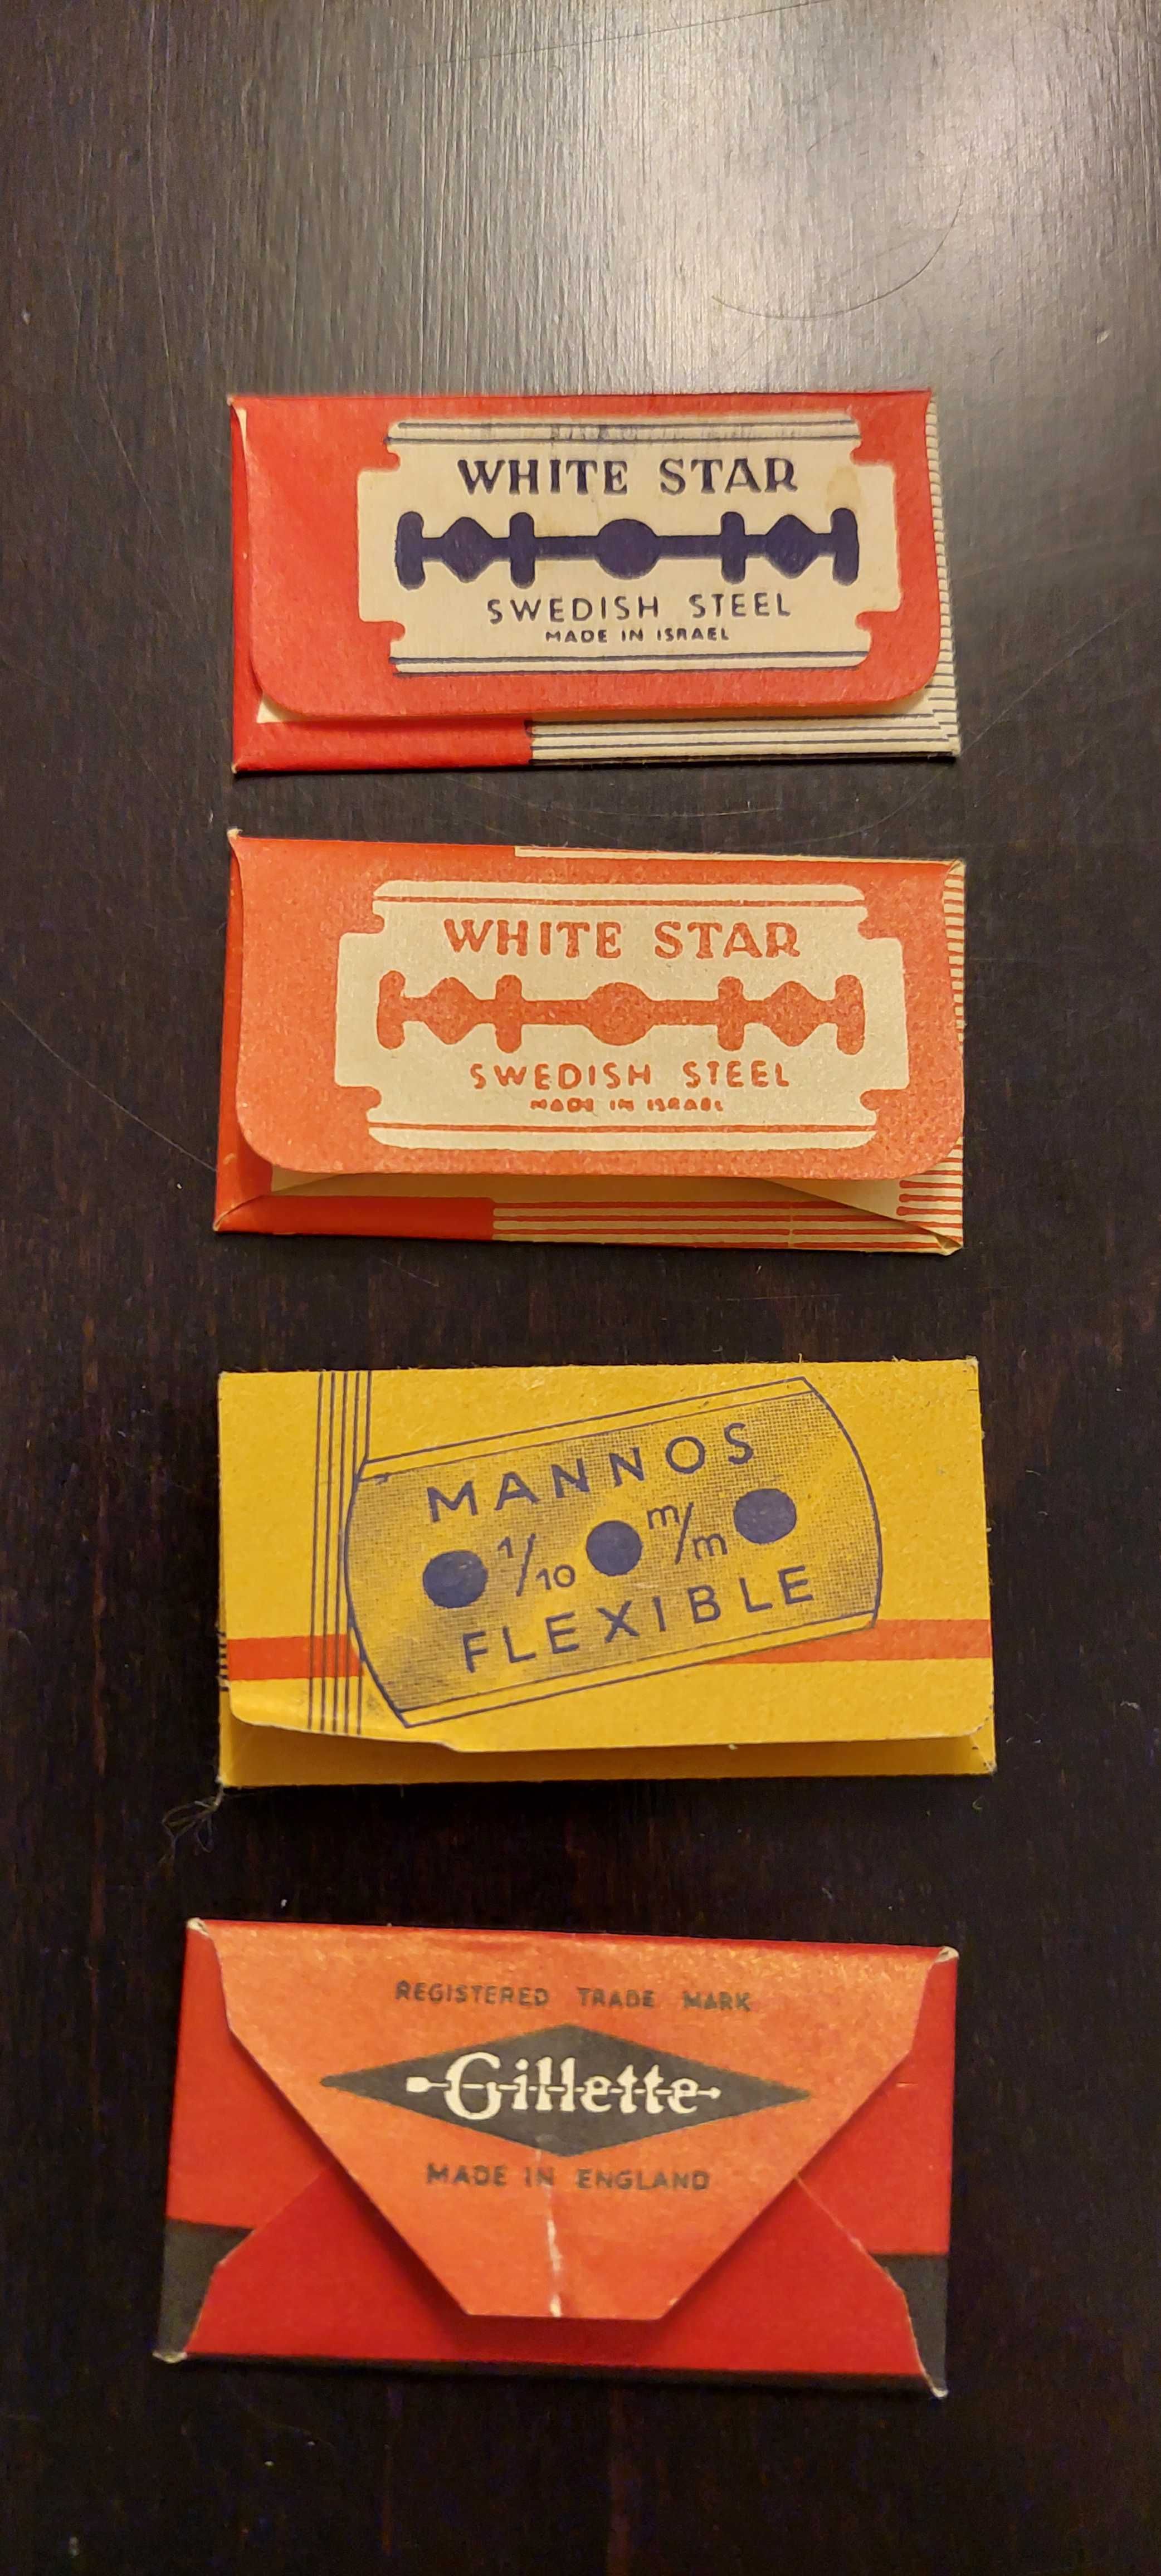 WHITE STAR
SWEDISH STEEL
MADE IN ISRAEL
WHITE STAR
SWEDISH STEEL
MADE IN ISRAEL
MANNOS
1/10 m/m
FLEXIBLE
REGISTERED TRADE MARK
Gillette
MADE IN ENGLAND